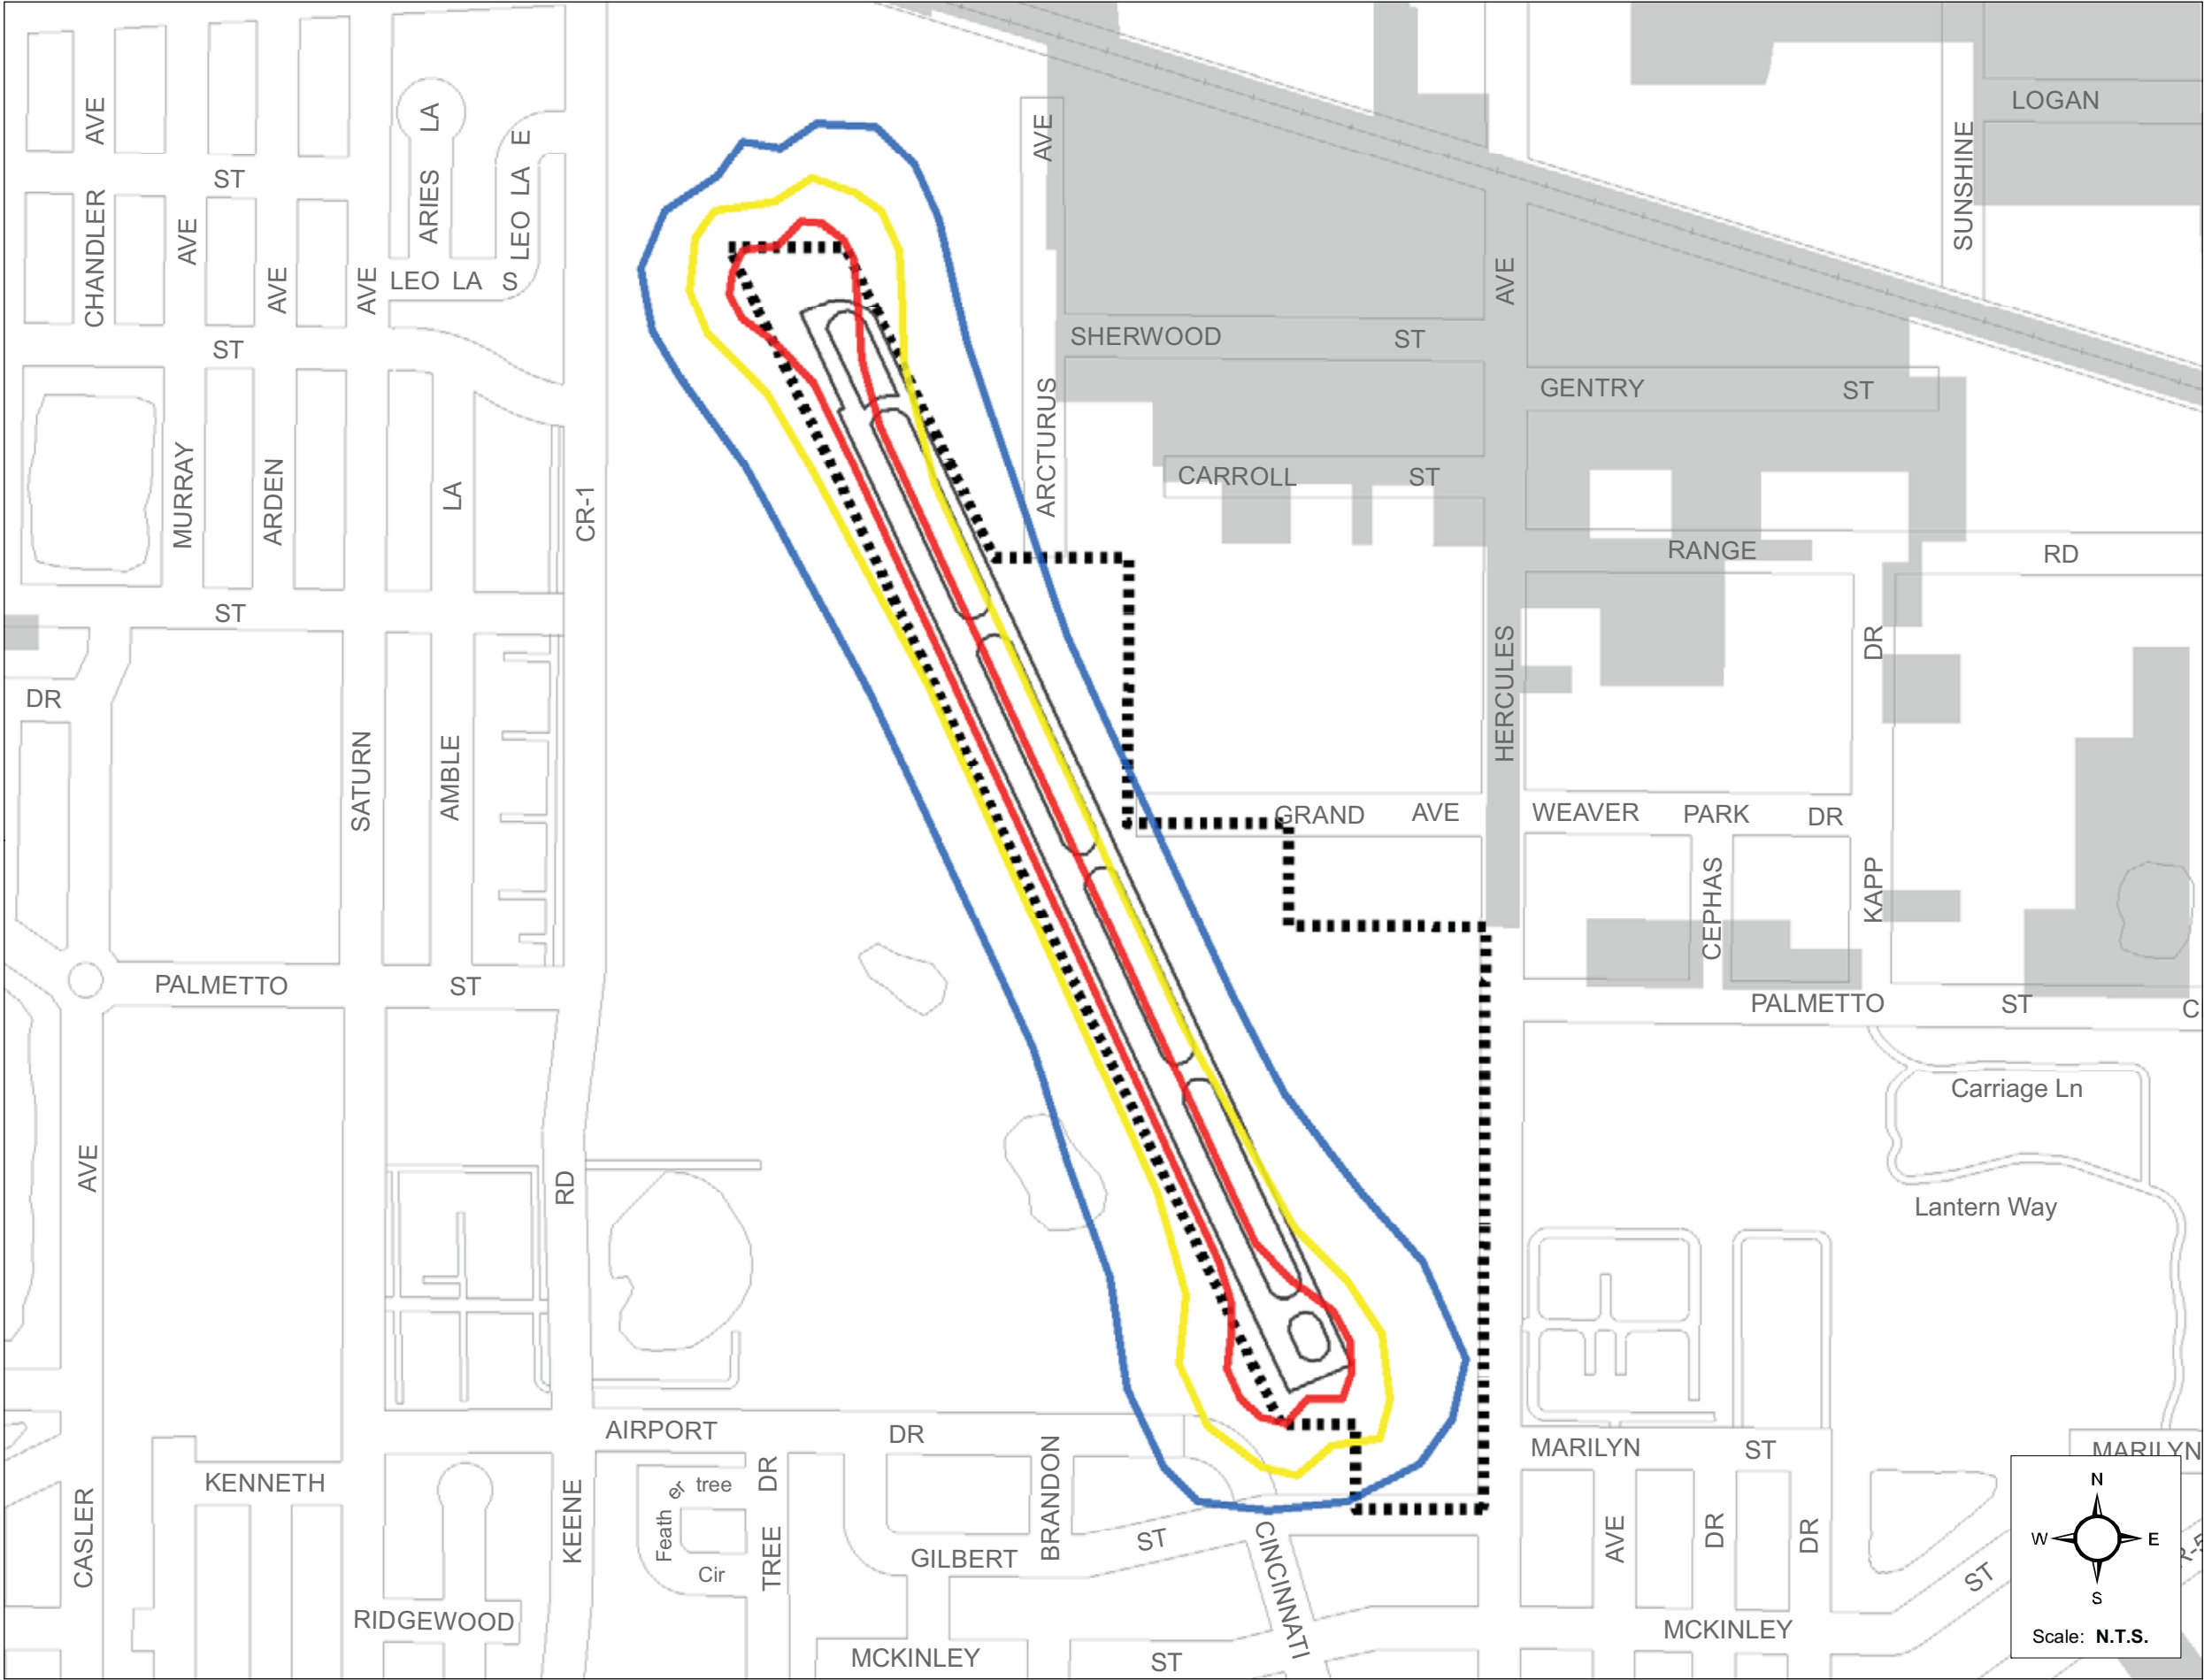 AVE
LA
AVE
LOGAN
ST
ARIES
LEO LA E
SUNSHINE
CHANDLER
AVE
AVE
AVE
LEO LA S
AVE
SHERWOOD ST
ST
GENTRY ST
ARCTURUS
CARROLL ST
MURRAY
ARDEN
LA
CR-1
RANGE RD
ST
DR
HERCULES
DR
SATURN
AMBLE
GRAND AVE
WEAVER PARK DR
CEPHAS
KAPP
PALMETTO ST
PALMETTO ST C
Carriage Ln
AVE
RD
Lantern Way
AIRPORT DR
MARILYN ST
MARILYN
KENNETH
Feather tree
Cir
DR
TREE
BRANDON
CASLER
KEENE
GILBERT ST
CINCINNATI
AVE
DR
DR
ST
RIDGEWOOD
MCKINLEY
MCKINLEY ST
N
W E
S
Scale: N.T.S.